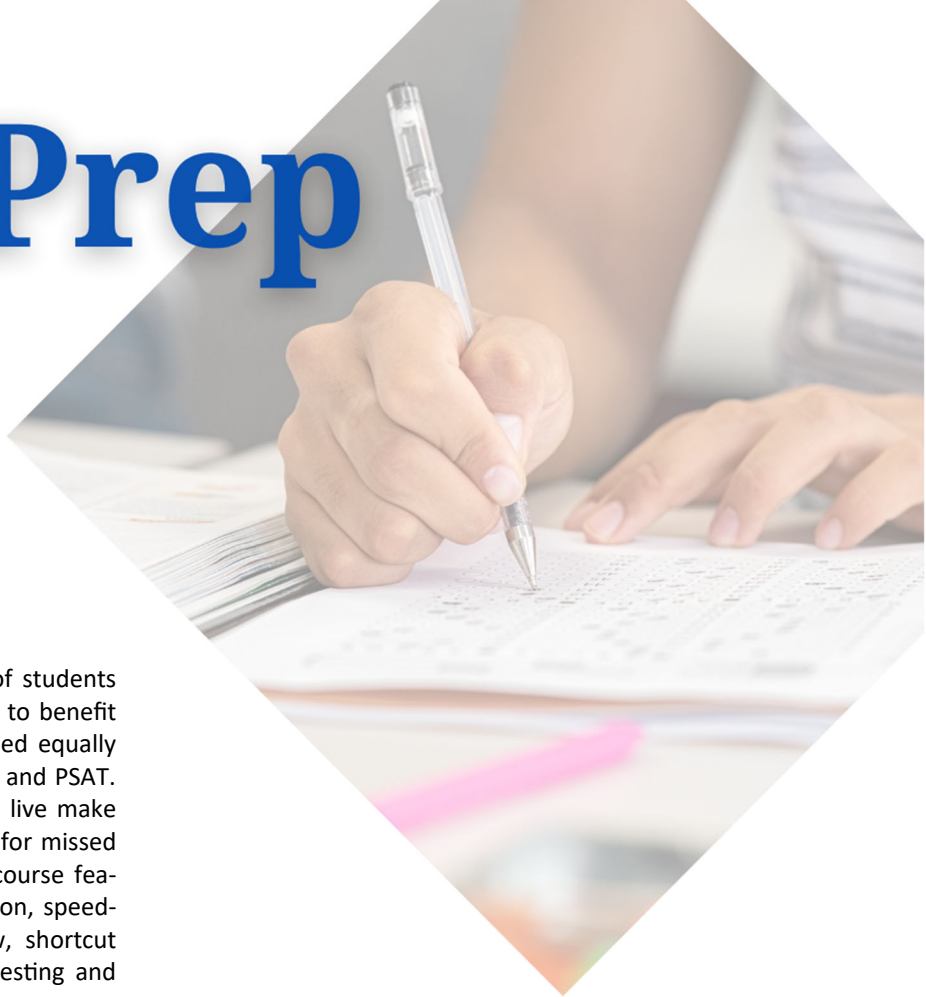 Prep
of students
to benefit
ed equally
and PSAT.
live make
for missed
course fea-
on, speed-
, shortcut
esting and